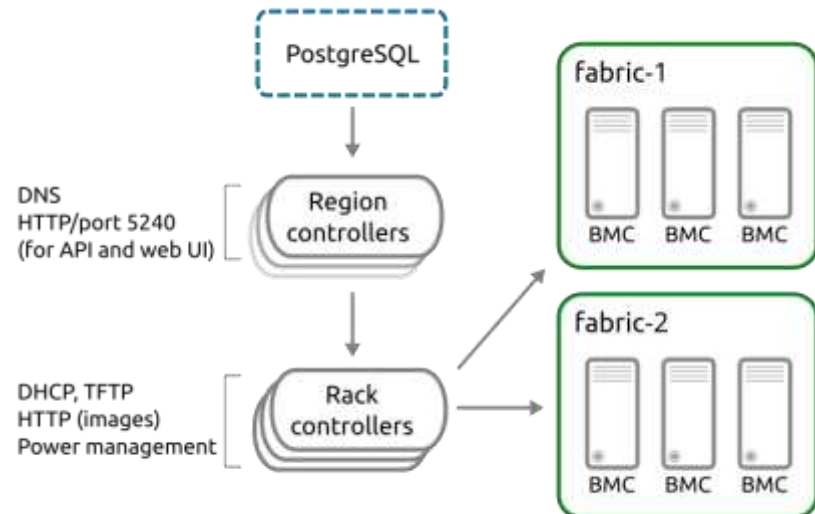 PostgreSQL
DNS
HTTP/port 5240
(for API and web UI)
Region
controllers
DHCP, TFTP
HTTP (images)
Power management
Rack
controllers
fabric-1
BMC BMC BMC
fabric-2
BMC BMC BMC